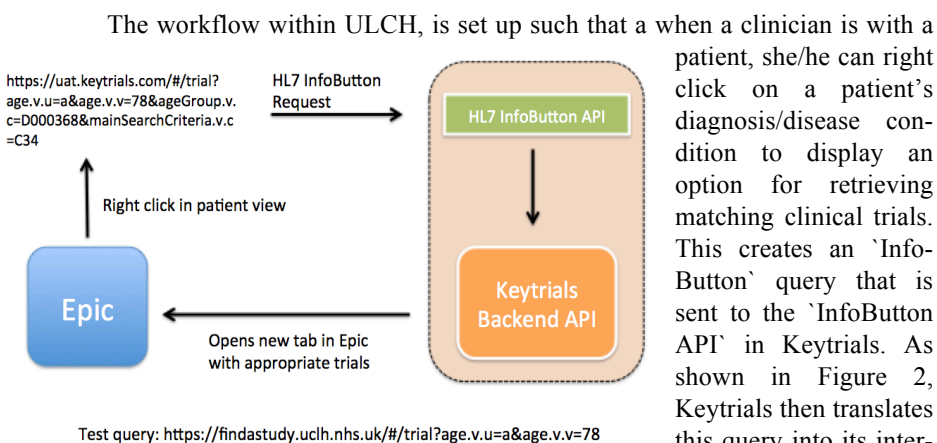 The workflow within ULCH, is set up such that a when a clinician is with a
https://uat.keytrials.com/#/trial?
age.v.u=a&age.v.v=78&ageGroup.v.
c=D000368&mainSearchCriteria.v.c
=C34
HL7 InfoButton
Request
HL7 InfoButton API
Right click in patient view
Epic
Keytrials
Backend API
Opens new tab in Epic
with appropriate trials
Test query: https://findastudy.uclh.nhs.uk/#/trial?age.v.u=a&age.v.v=78
patient, she/he can right
click on a patient's
diagnosis/disease con-
dition to display an
option for retrieving
matching clinical trials.
This creates an `Info-
Button` query that is
sent to the `InfoButton
API` in Keytrials. As
shown in Figure 2,
Keytrials then translates
this query into its inter-